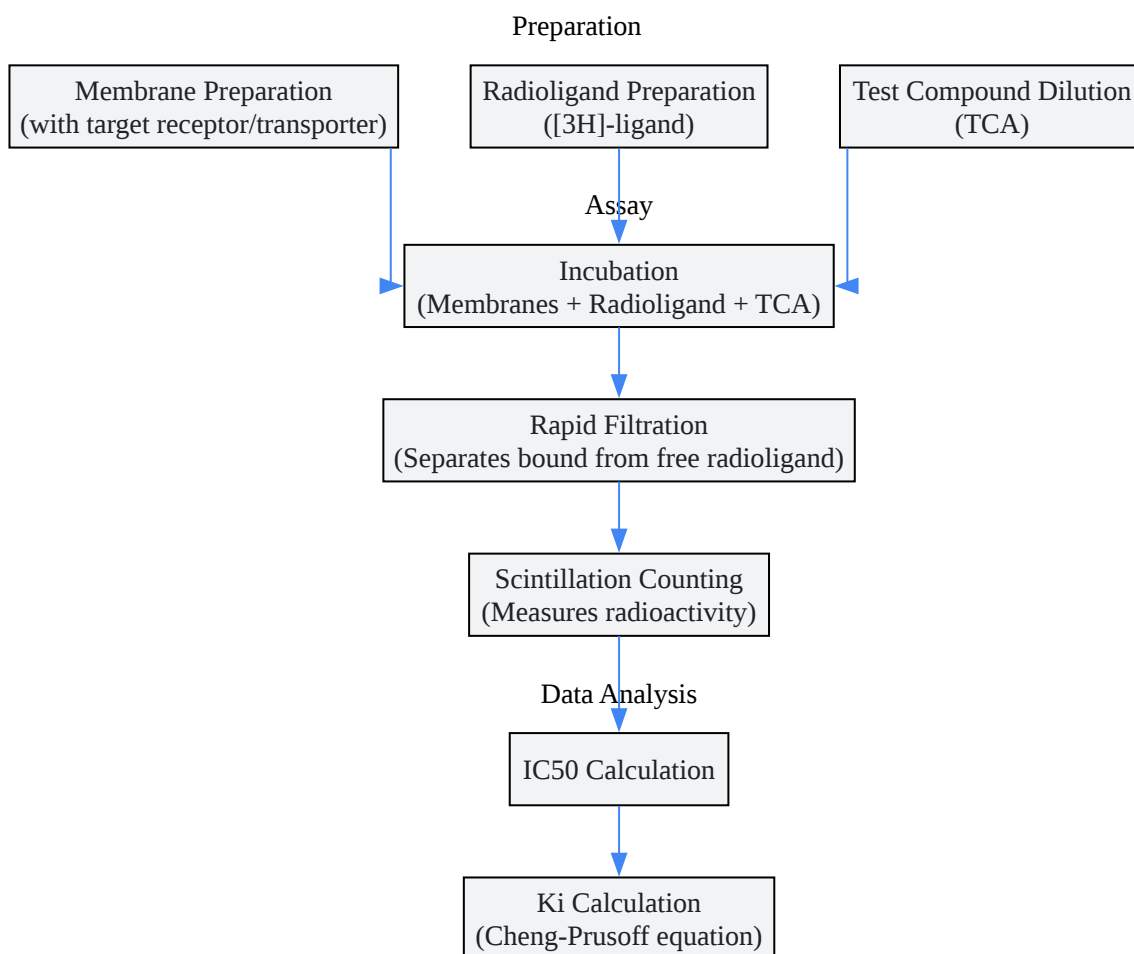 Preparation
Membrane Preparation
(with target receptor/transporter)
Radioligand Preparation
([3H]-ligand)
Test Compound Dilution
(TCA)
Assay
Incubation
(Membranes + Radioligand + TCA)
Rapid Filtration
(Separates bound from free radioligand)
Scintillation Counting
(Measures radioactivity)
Data Analysis
IC50 Calculation
Ki Calculation
(Cheng-Prusoff equation)